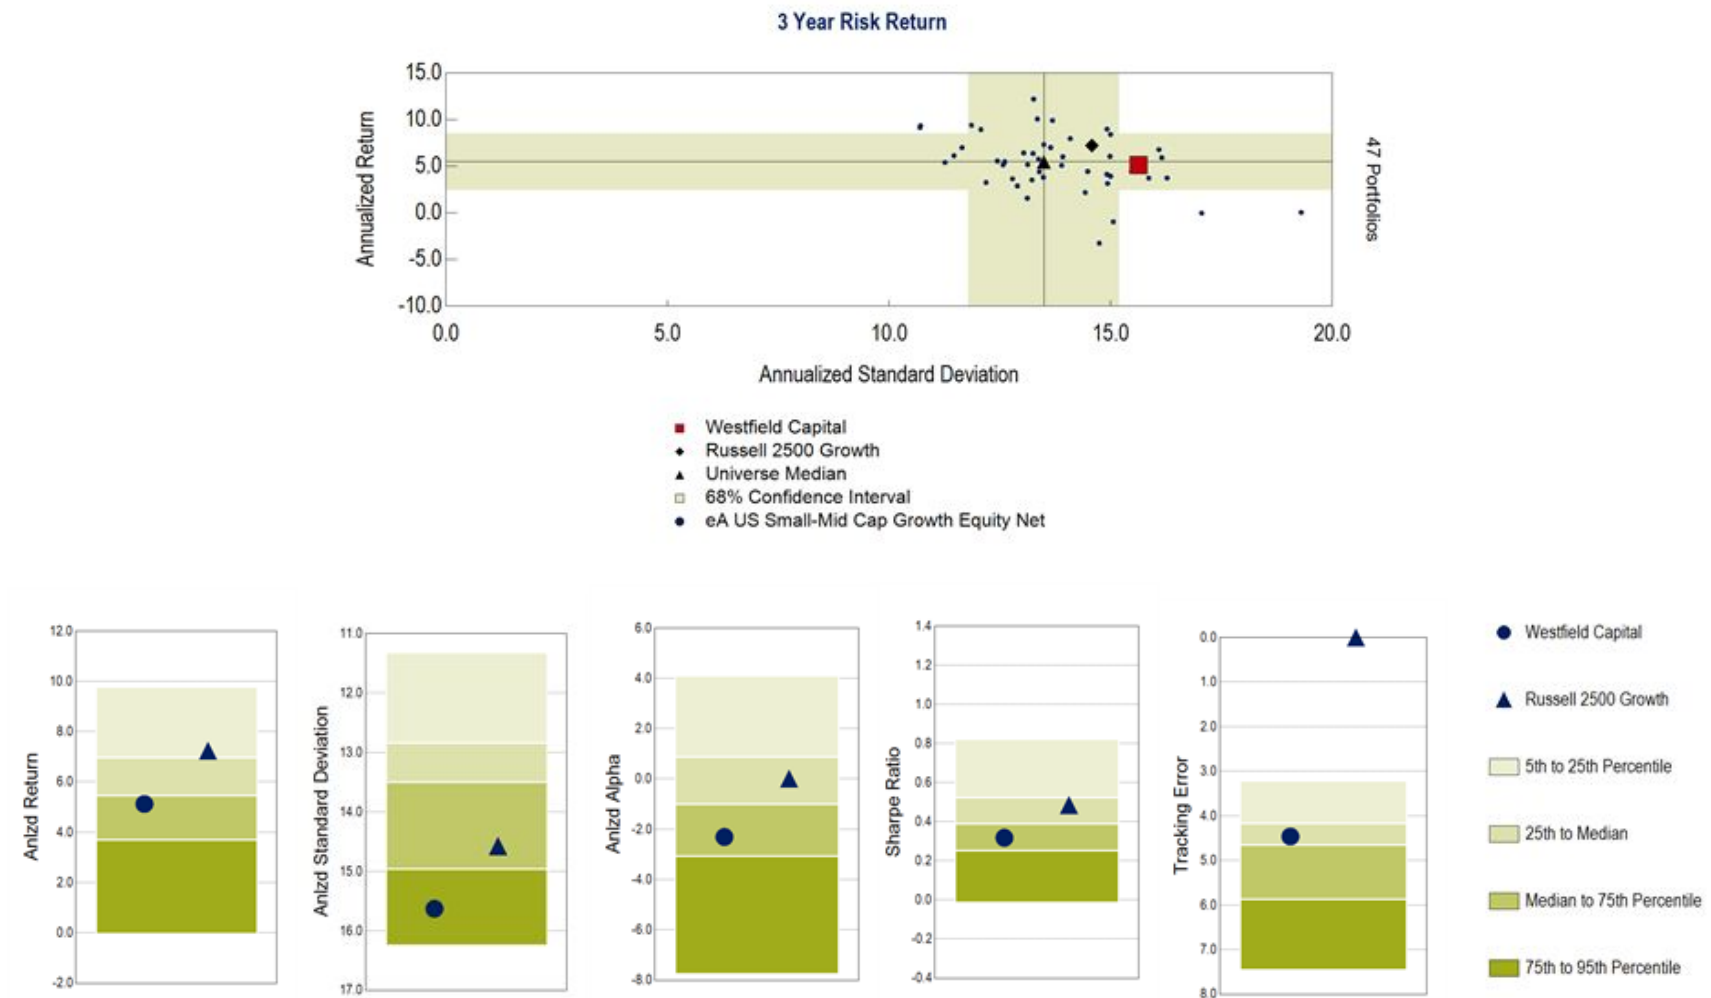 3 Year Risk Return
Annualized Return
15.0
10.0
5.0
0.0
-5.0
-10.0
0.0 5.0 10.0 15.0 20.0
Annualized Standard Deviation
47 Portfolios
Westfield Capital
Russell 2500 Growth
Universe Median
68% Confidence Interval
eA US Small-Mid Cap Growth Equity Net
Anlzd Return
12.0
10.0
8.0
6.0
4.0
2.0
0.0
-2.0
Anlzd Standard Deviation
11.0
12.0
13.0
14.0
15.0
16.0
17.0
Anlzd Alpha
6.0
4.0
2.0
0.0
-2.0
-4.0
-6.0
-8.0
Sharpe Ratio
1.4
1.2
1.0
0.8
0.6
0.4
0.2
0.0
-0.2
-0.4
Tracking Error
0.0
1.0
2.0
3.0
4.0
5.0
6.0
7.0
8.0
Westfield Capital
Russell 2500 Growth
5th to 25th Percentile
25th to Median
Median to 75th Percentile
75th to 95th Percentile